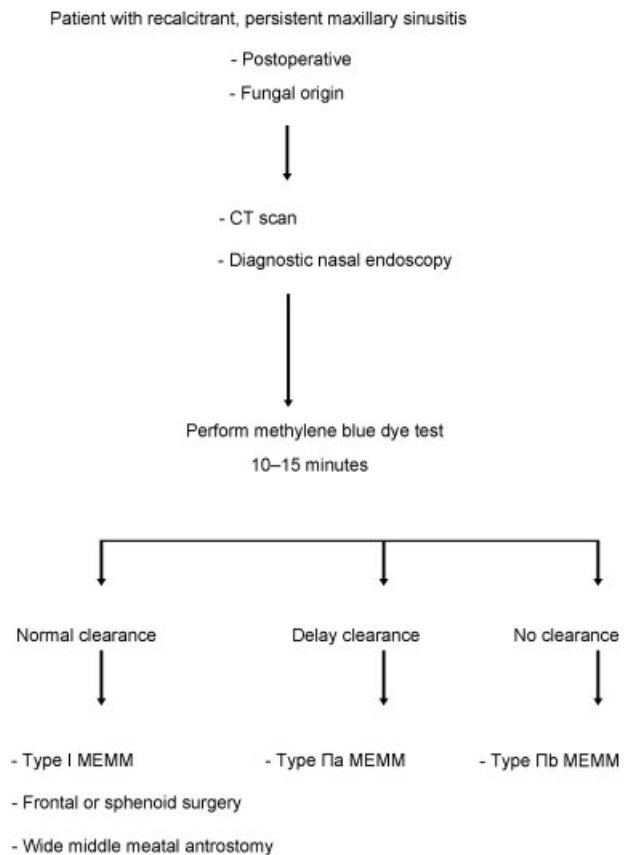 Patient with recalcitrant, persistent maxillary sinusitis
- Postoperative
- Fungal origin
- CT scan
- Diagnostic nasal endoscopy
Perform methylene blue dye test
10–15 minutes
Normal clearance
Delay clearance
No clearance
- Type I MEMM
- Type Πa MEMM
- Type Πb MEMM
- Frontal or sphenoid surgery
- Wide middle meatal antrostomy